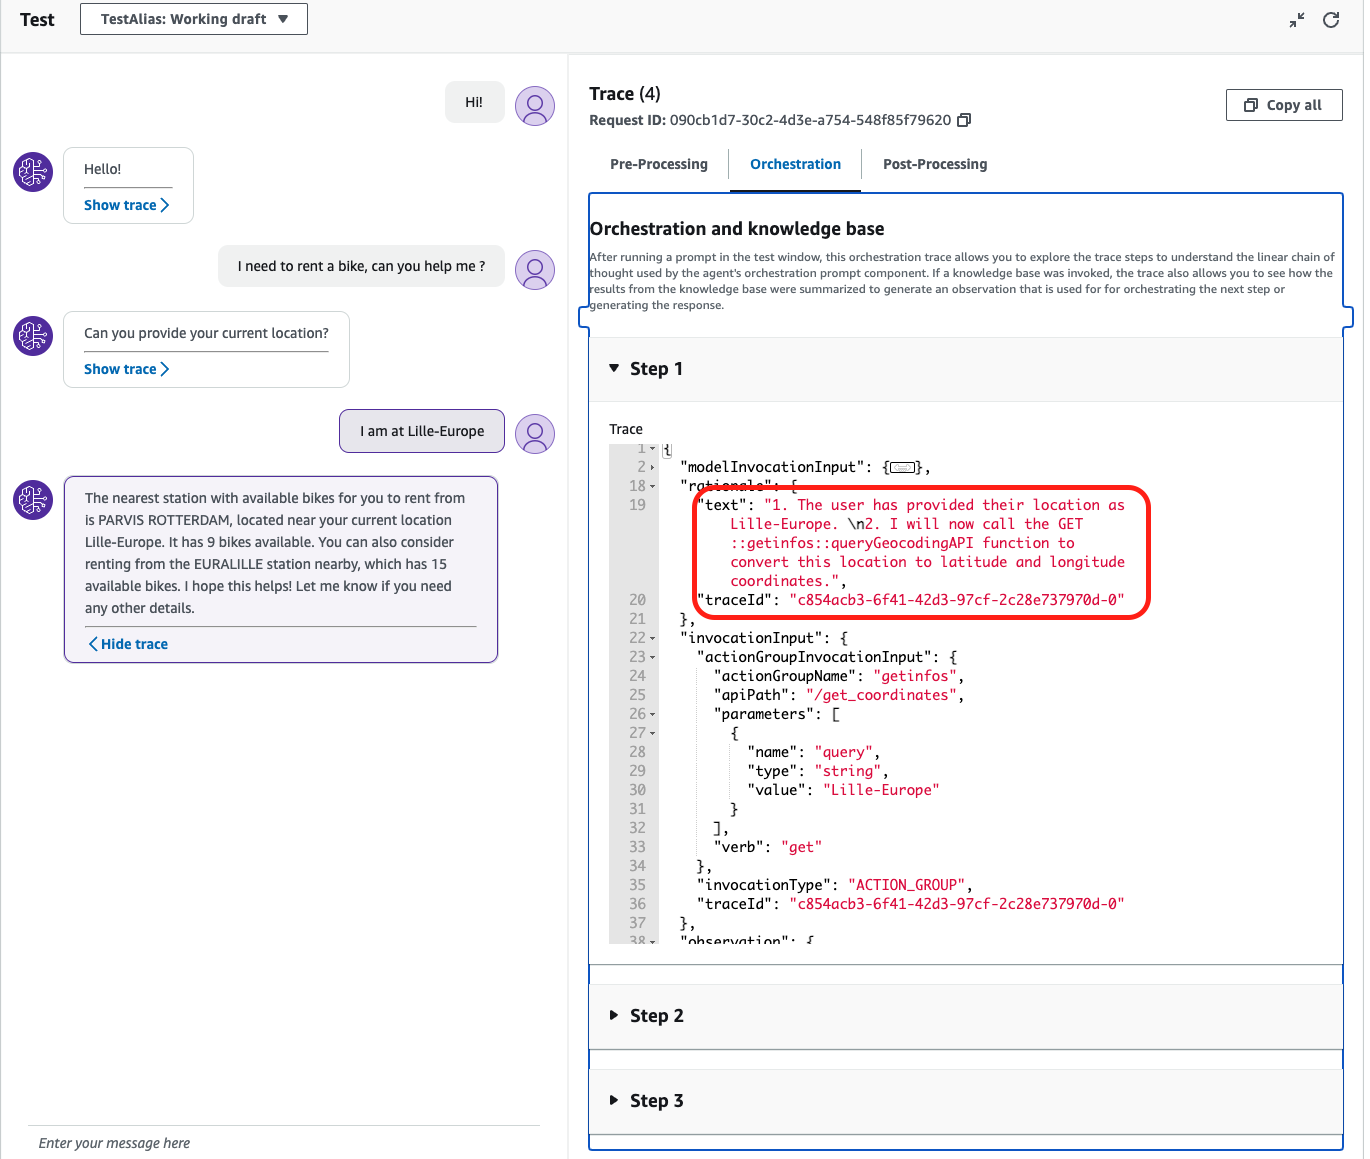 Test
TestAlias: Working draft
Hi!
Hello!
Show trace
I need to rent a bike, can you help me ?
Can you provide your current location?
Show trace
I am at Lille-Europe
The nearest station with available bikes for you to rent from
is PARVIS ROTTERDAM, located near your current location
Lille-Europe. It has 9 bikes available. You can also consider
renting from the EURALILLE station nearby, which has 15
available bikes. I hope this helps! Let me know if you need
any other details.
Hide trace
Enter your message here
Trace (4)
Request ID: 090cb1d7-30c2-4d3e-a754-548f85f79620
Copy all
Pre-Processing
Orchestration
Post-Processing
Orchestration and knowledge base
After running a prompt in the test window, this orchestration trace allows you to explore the trace steps to understand the linear chain of
thought used by the agent's orchestration prompt component. If a knowledge base was invoked, the trace also allows you to see how the
results from the knowledge base were summarized to generate an observation that is used for for orchestrating the next step or
generating the response.
Step 1
Trace
1 {
2 "modelInvocationInput": {...},
18 "rationale": {
19 "text": "1. The user has provided their location as
Lille-Europe. \n2. I will now call the GET
::getinfos::queryGeocodingAPI function to
convert this location to latitude and longitude
coordinates.",
20 "traceId": "c854acb3-6f41-42d3-97cf-2c28e737970d-0"
21 },
22 "invocationInput": {
23 "actionGroupInvocationInput": {
24 "actionGroupName": "getinfos",
25 "apiPath": "/get_coordinates",
26 "parameters": [
27 {
28 "name": "query",
29 "type": "string",
30 "value": "Lille-Europe"
31 }
32 ],
33 "verb": "get"
34 },
35 "invocationType": "ACTION_GROUP",
36 "traceId": "c854acb3-6f41-42d3-97cf-2c28e737970d-0"
37 },
38 "observation": {
Step 2
Step 3